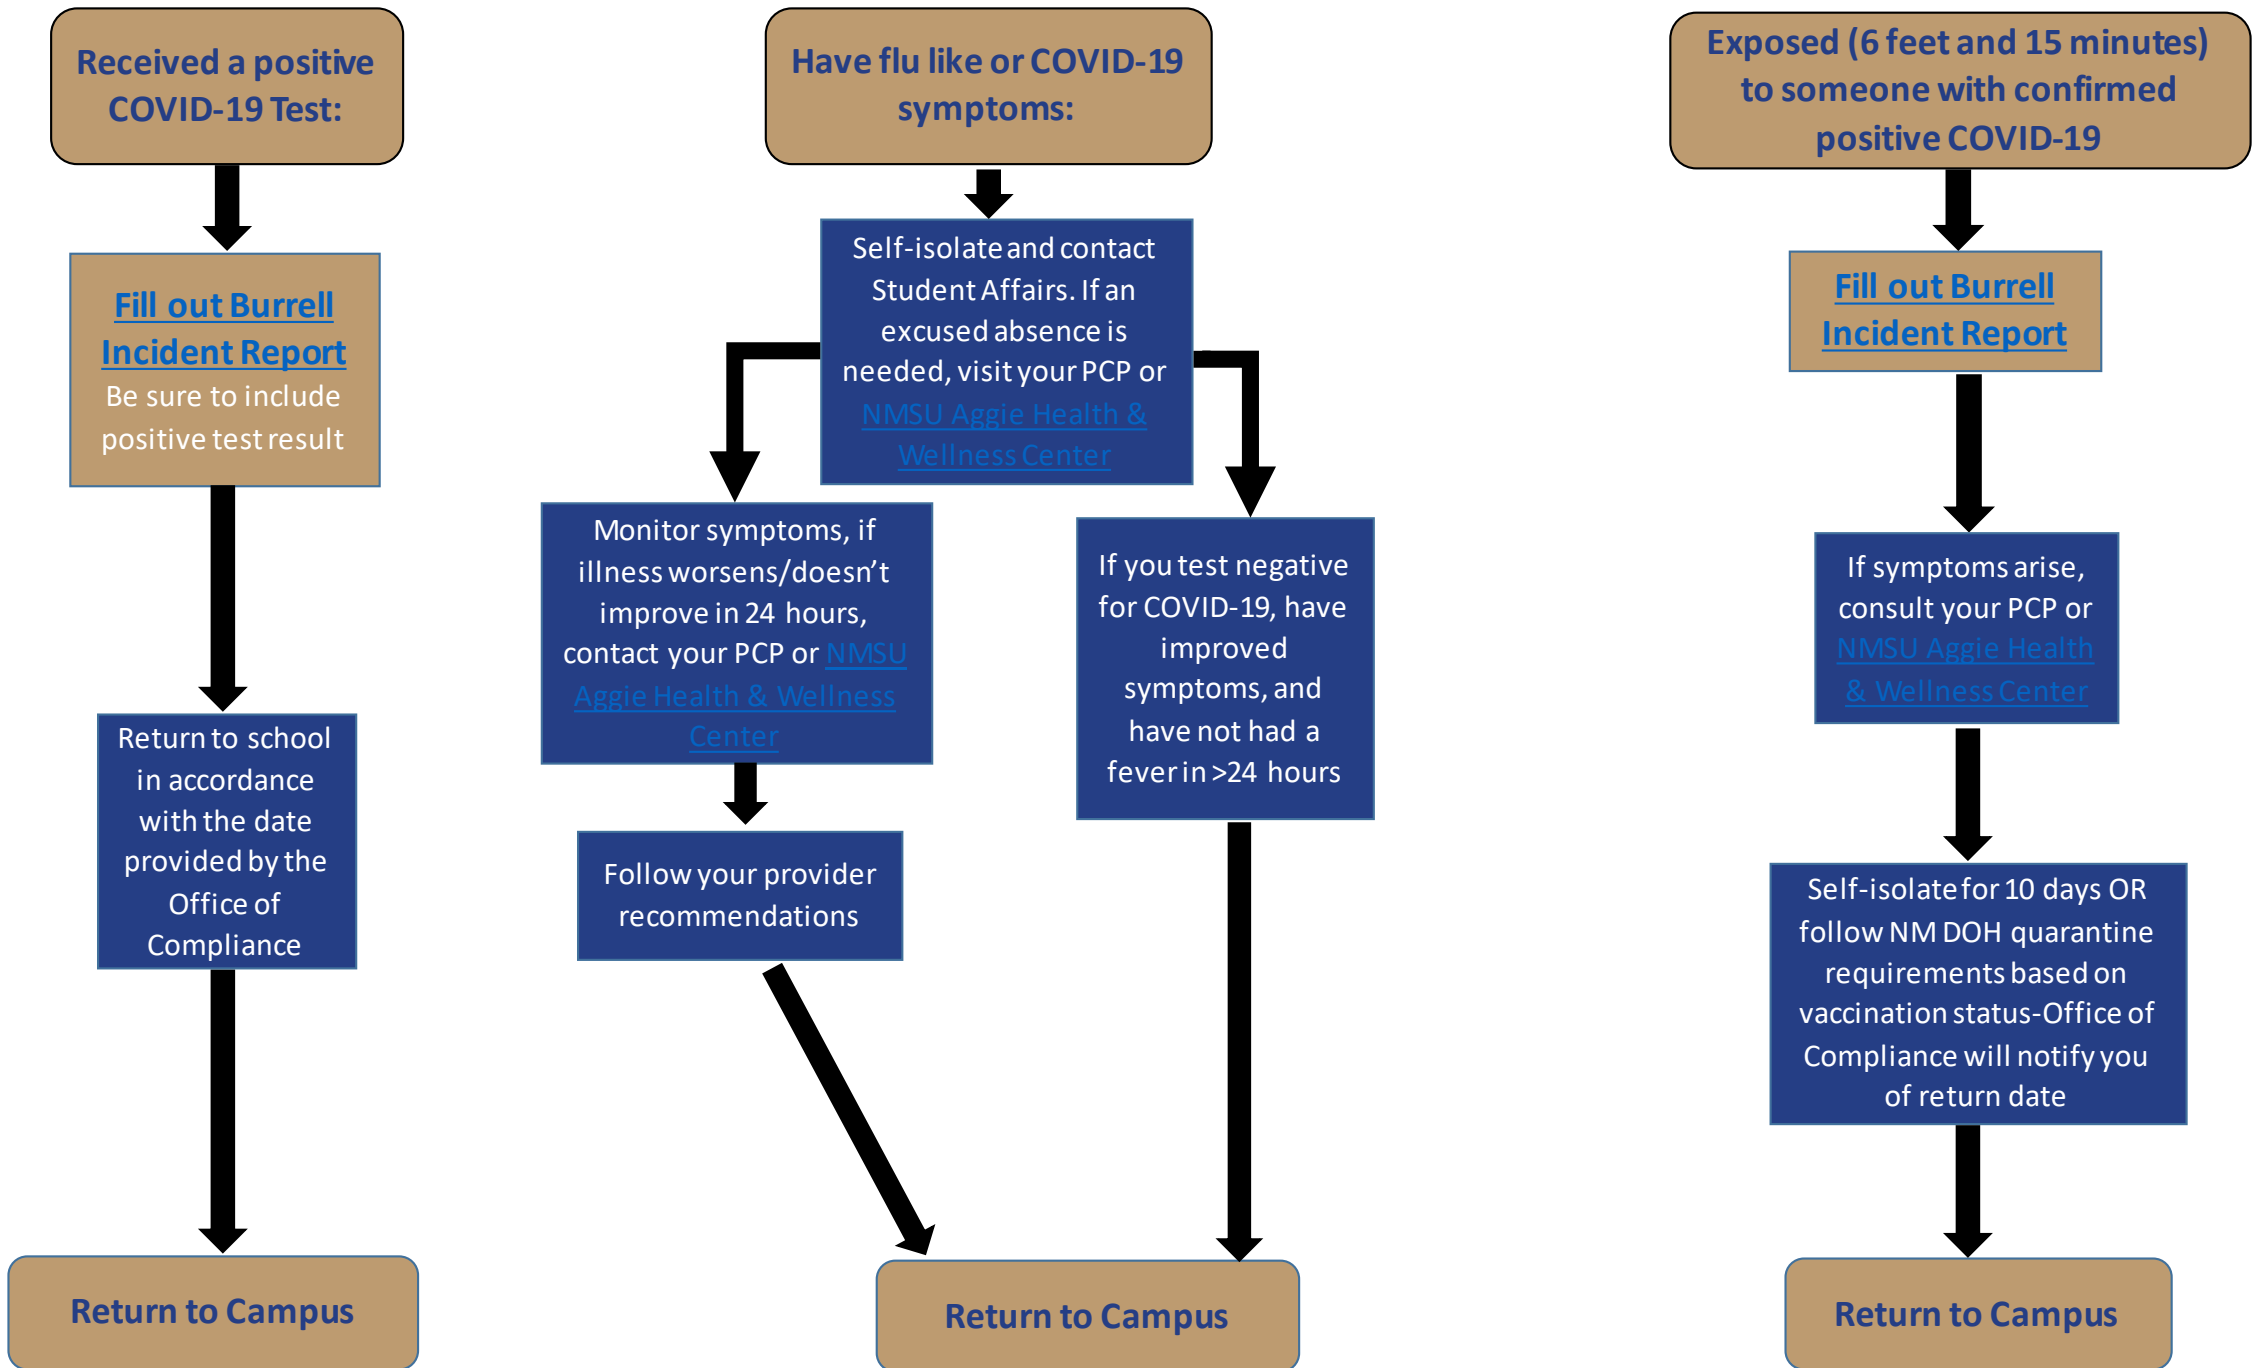 Received a positive
COVID-19 Test:
Fill out Burrell
Incident Report
Be sure to include
positive test result
Return to school
in accordance
with the date
provided by the
Office of
Compliance
Return to Campus
Have flu like or COVID-19
symptoms:
Self-isolate and contact
Student Affairs. If an
excused absence is
needed, visit your PCP or
NMSU Aggie Health &
Wellness Center
Monitor symptoms, if
illness worsens/doesn’t
improve in 24 hours,
contact your PCP or NMSU
Aggie Health & Wellness
Center
Follow your provider
recommendations
If you test negative
for COVID-19, have
improved
symptoms, and
have not had a
fever in >24 hours
Return to Campus
Exposed (6 feet and 15 minutes)
to someone with confirmed
positive COVID-19
Fill out Burrell
Incident Report
If symptoms arise,
consult your PCP or
NMSU Aggie Health
& Wellness Center
Self-isolate for 10 days OR
follow NM DOH quarantine
requirements based on
vaccination status-Office of
Compliance will notify you
of return date
Return to Campus